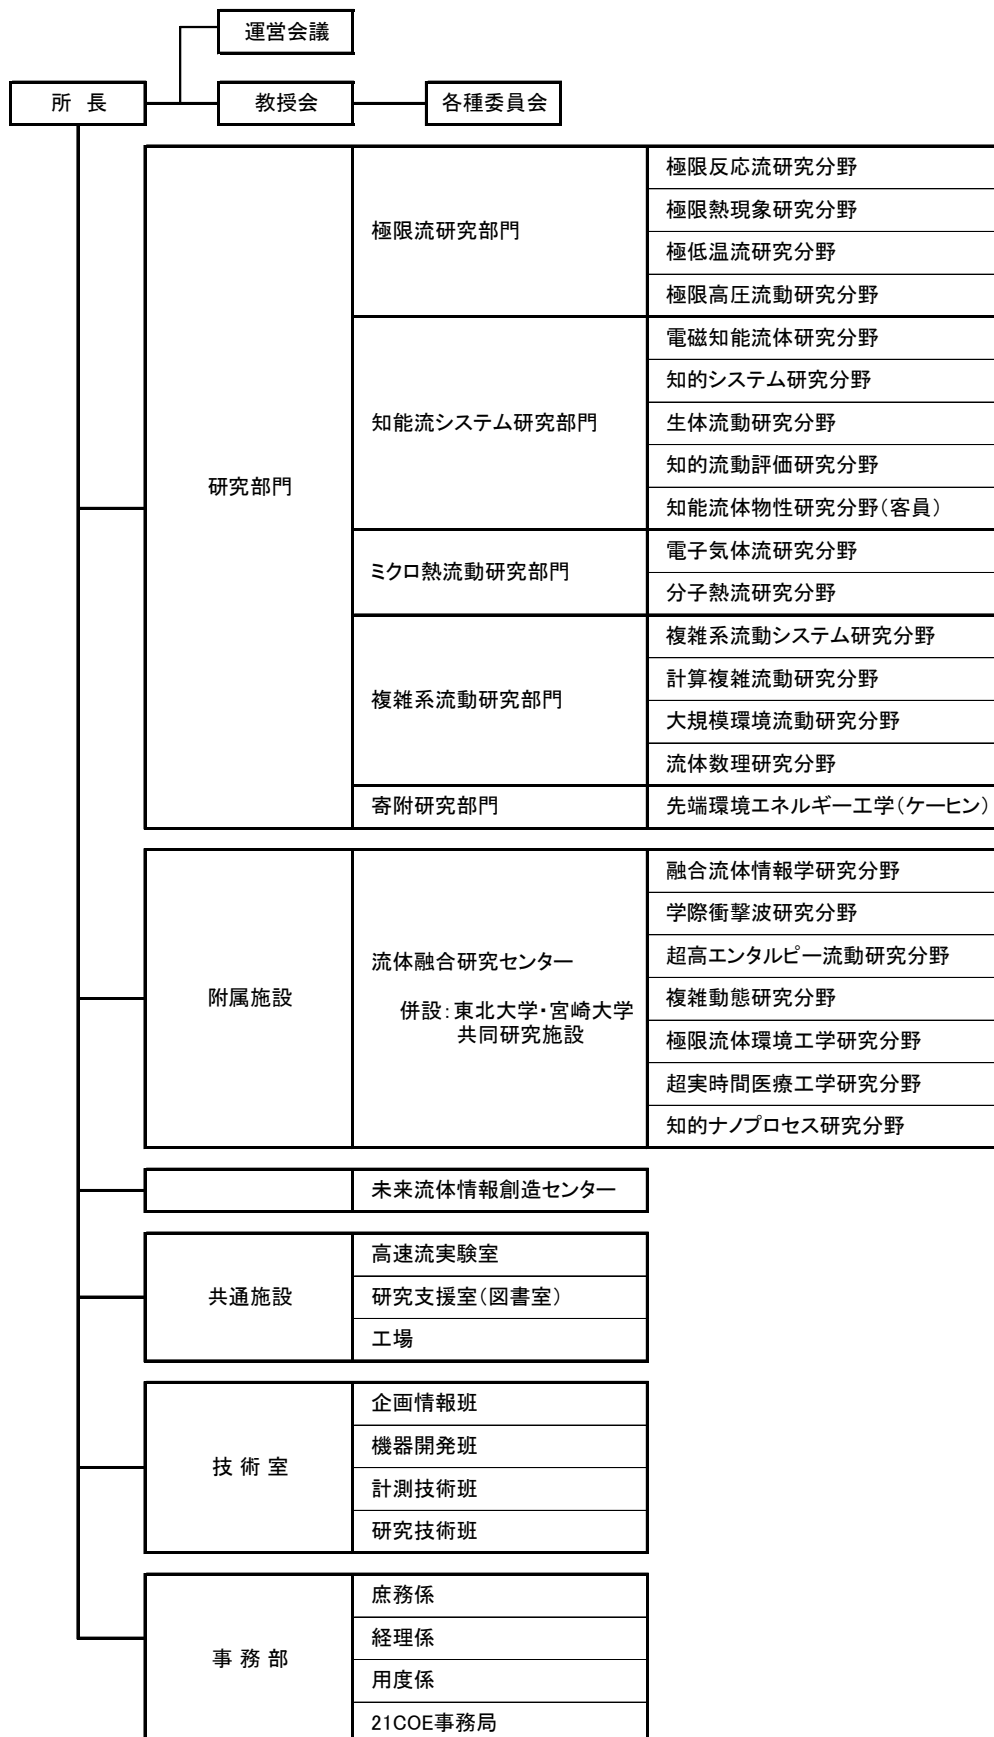 運営会議
所 長
教授会
各種委員会
研究部門
極限流研究部門
極限反応流研究分野
極限熱現象研究分野
極低温流研究分野
極限高圧流動研究分野
知能流システム研究部門
電磁知能流体研究分野
知的システム研究分野
生体流動研究分野
知的流動評価研究分野
知能流体物性研究分野(客員)
ミクロ熱流動研究部門
電子気体流研究分野
分子熱流研究分野
複雑系流動研究部門
複雑系流動システム研究分野
計算複雑流動研究分野
大規模環境流動研究分野
流体数理研究分野
寄附研究部門
先端環境エネルギー工学(ケーヒン)
附属施設
流体融合研究センター
併設:東北大学・宮崎大学
共同研究施設
融合流体情報学研究分野
学際衝撃波研究分野
超高エンタルピー流動研究分野
複雑動態研究分野
極限流体環境工学研究分野
超実時間医療工学研究分野
知的ナノプロセス研究分野
未来流体情報創造センター
共通施設
高速流実験室
研究支援室(図書室)
工場
技 術 室
企画情報班
機器開発班
計測技術班
研究技術班
事 務 部
庶務係
経理係
用度係
21COE事務局